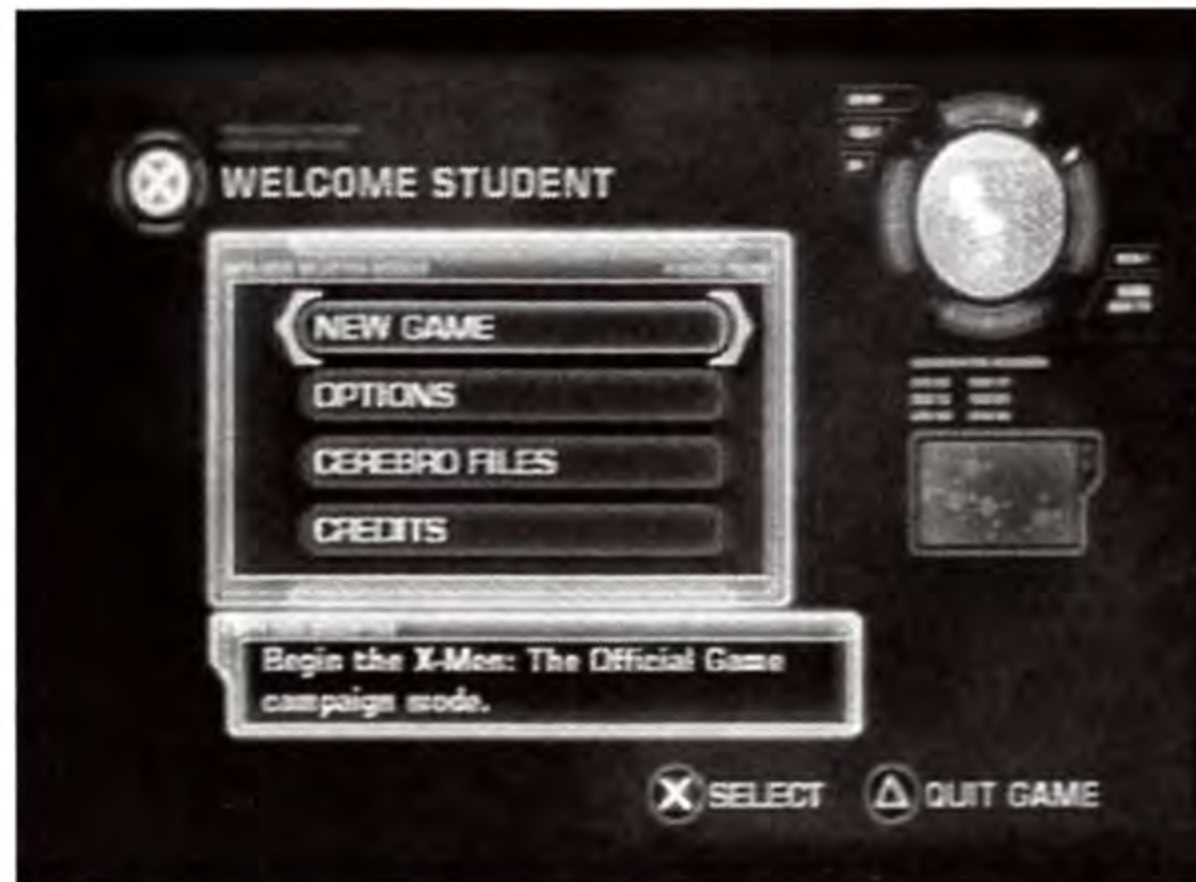 WELCOME STUDENT
NEW GAME
OPTIONS
CEREBRO FILES
CREDITS
Begin the X-Men: The Official Game
campaign mode.
X SELECT
QUIT GAME